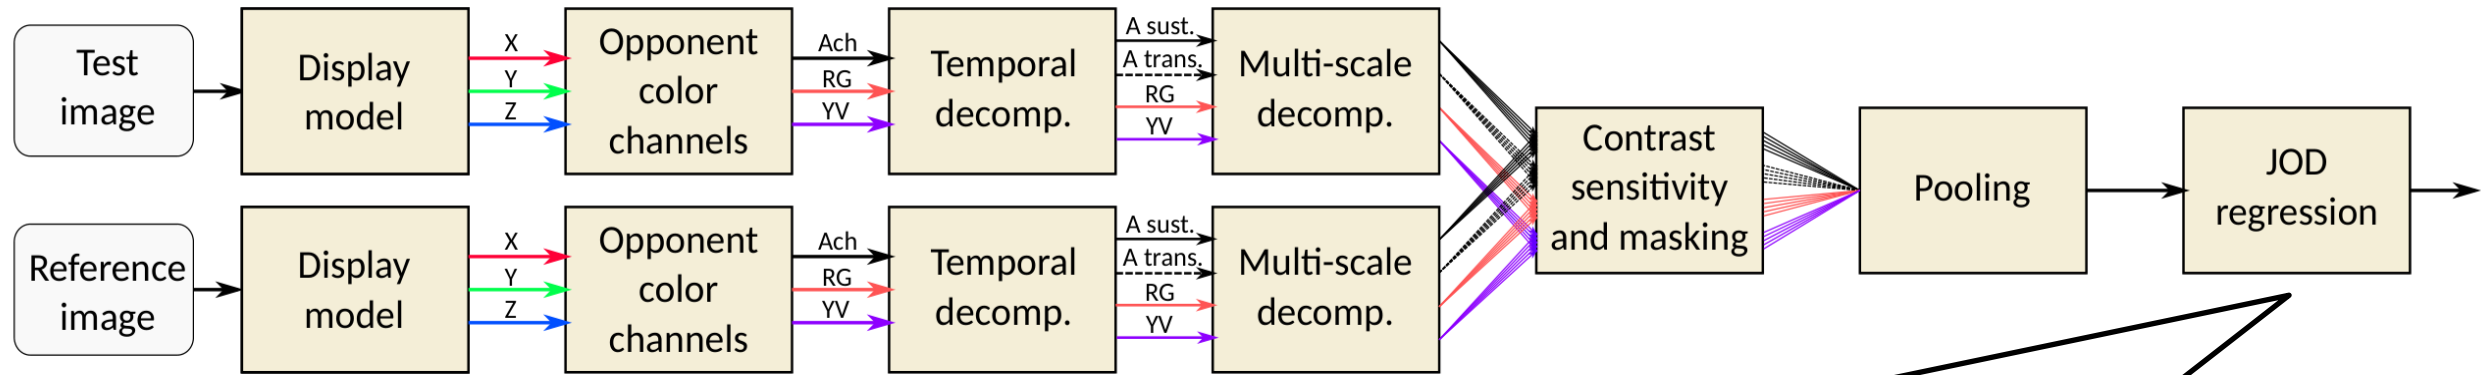 Test
image
Display
model
X
Y
Z
Opponent
color
channels
Ach
RG
YV
Temporal
decomp.
A sust.
A trans.
RG
YV
Multi-scale
decomp.
Reference
image
Display
model
X
Y
Z
Opponent
color
channels
Ach
RG
YV
Temporal
decomp.
A sust.
A trans.
RG
YV
Multi-scale
decomp.
Contrast
sensitivity
and masking
Pooling
JOD
regression